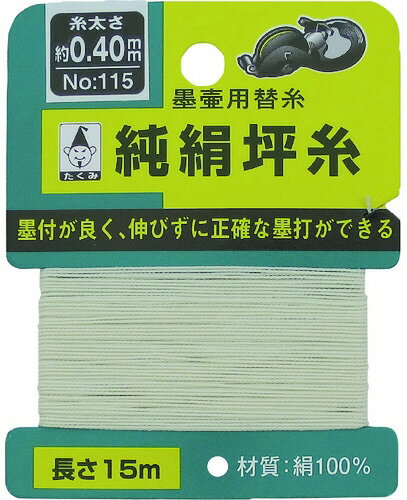 糸太さ
約0.40mm
No:115
墨壷用替糸
たくみ
純絹坪糸
墨付が良く、伸びずに正確な墨打ができる
長さ15m
材質:絹100%